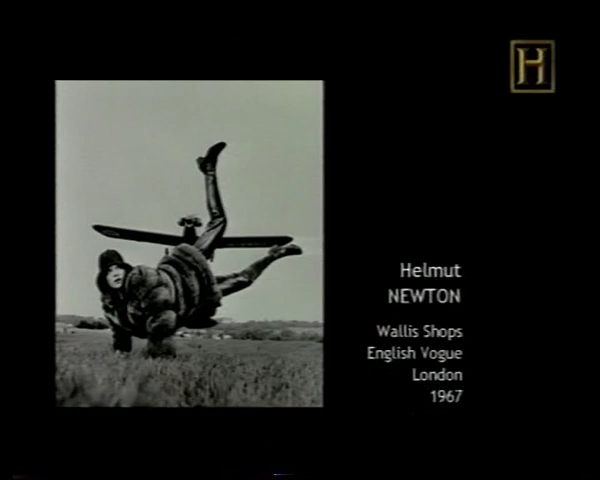 H
Helmut
NEWTON
Wallis Shops
English Vogue
London
1967